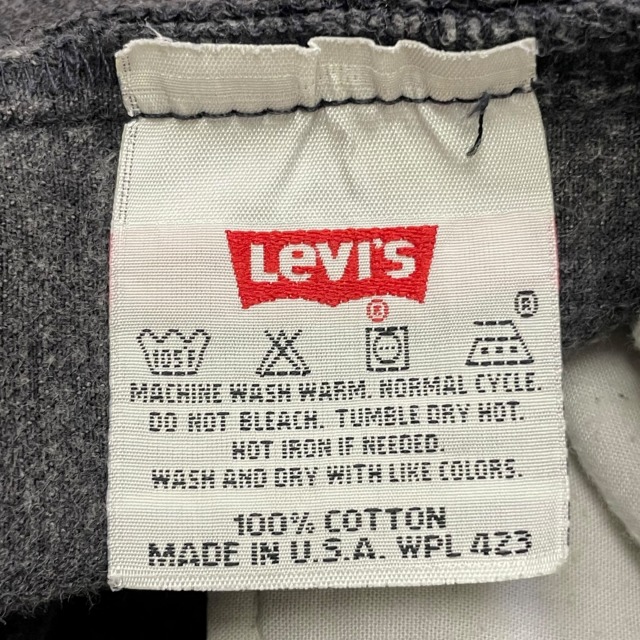 Levi's
®
®
HOET
MACHINE WASH WARM. NORMAL CYCLE.
DO NOT BLEACH. TUMBLE DRY HOT.
HOT IRON IF NEEDED.
WASH AND DRY WITH LIKE COLORS.
100% COTTON
MADE IN U.S.A. WPL 423